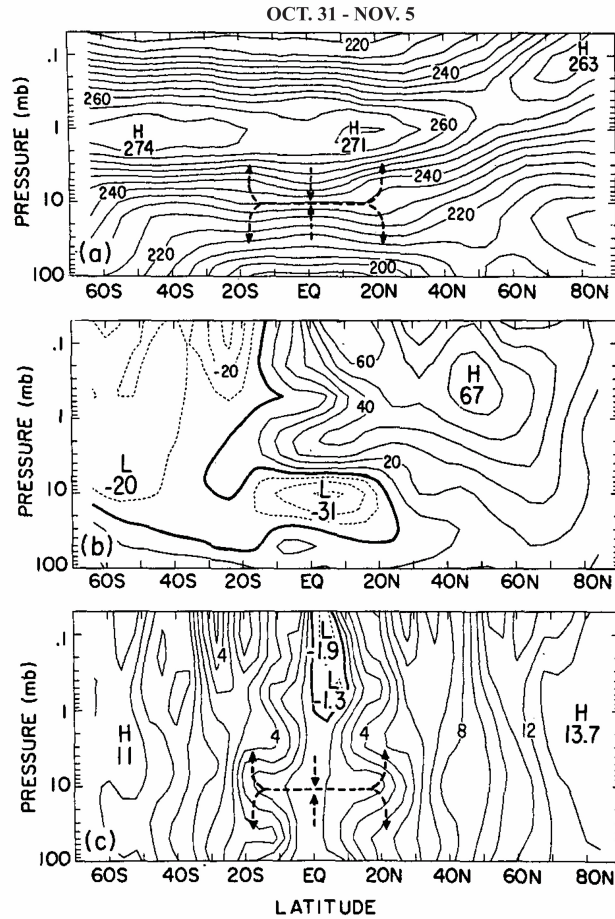 OCT. 31 - NOV. 5
220
.1
H
263
240
240
260
PRESSURE (mb)
1
H
274
H
271
260
240
240
10
220
(a)
220
200
100
60S 40S 20S EQ 20N 40N 60N 80N
.1
-20
60
H
67
PRESSURE (mb)
1
40
L
-20
20
10
L
-31
(b)
100
60S 40S 20S EQ 20N 40N 60N 80N
.1
4
L
-1.9
L
-1.3
PRESSURE (mb)
1
H
11
4
4
8
12
H
13.7
10
(c)
100
60S 40S 20S EQ 20N 40N 60N 80N
LATITUDE